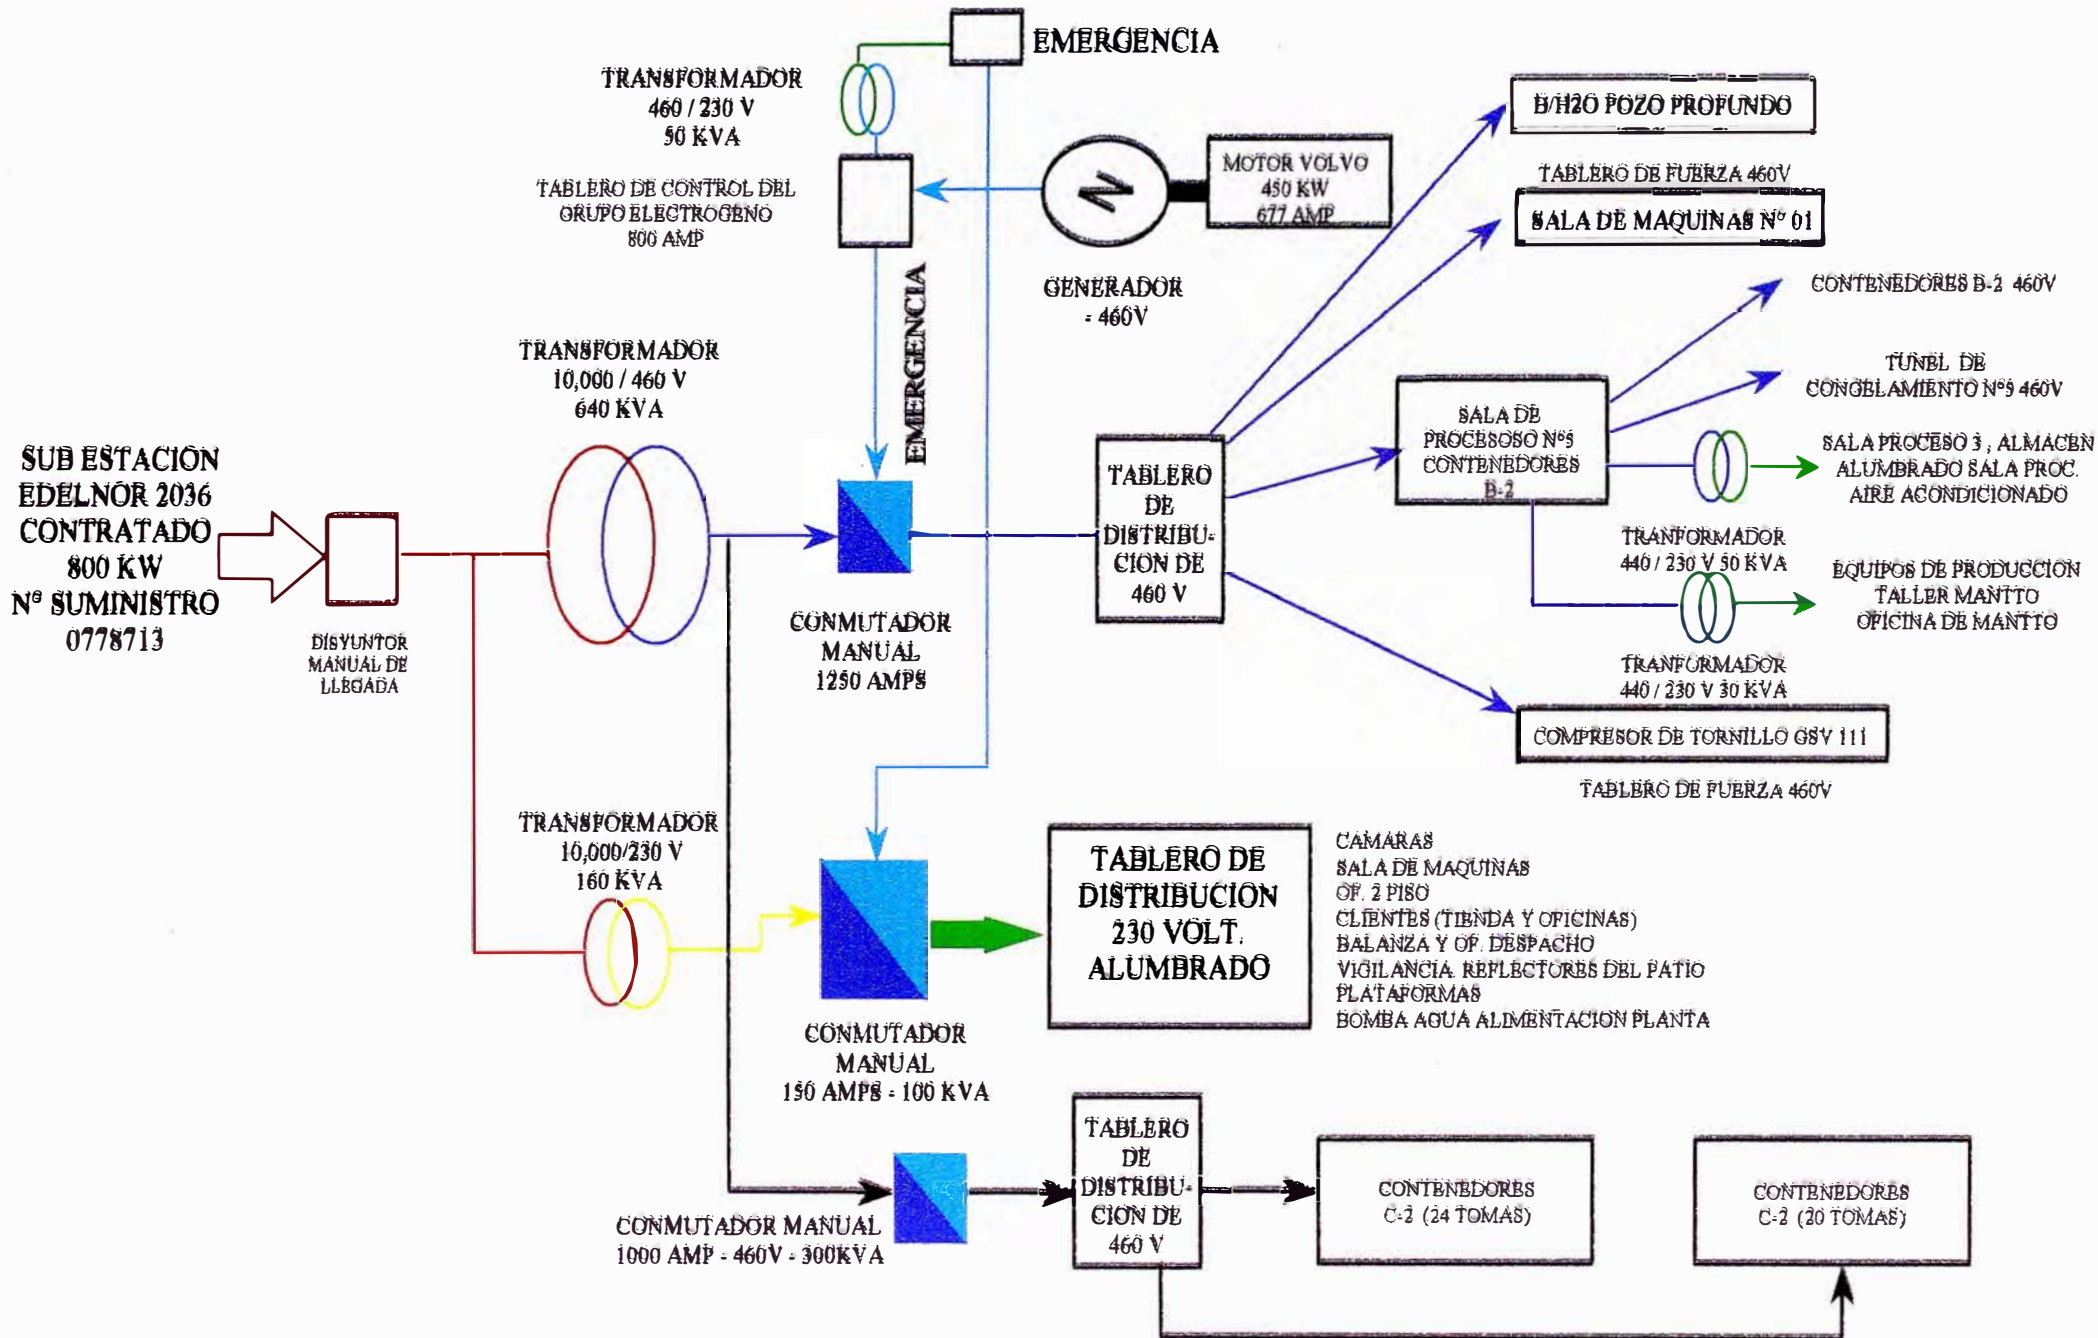 EMERGENCIA
TRANSFORMADOR
460 / 230 V
50 KVA
TABLERO DE CONTROL DEL
GRUPO ELECTROGENO
800 AMP
MOTOR VOLVO
450 KW
677 AMP
GENERADOR
- 460V
EMERGENCIA
B/H2O POZO PROFUNDO
TABLERO DE FUERZA 460V
SALA DE MAQUINAS Nº 01
CONTENEDORES B-2 460V
TUNEL DE
CONGELAMIENTO Nº5 460V
SALA DE
PROCESOSO Nº3
CONTENEDORES
B-2
SALA PROCESO 3 , ALMACEN
ALUMBRADO SALA PROC.
AIRE ACONDICIONADO
TRANFORMADOR
440 / 230 V 50 KVA
EQUIPOS DE PRODUCCION
TALLER MANTTO
OFICINA DE MANTTO
TRANFORMADOR
440 / 230 V 30 KVA
COMPRESOR DE TORNILLO GSV 111
TABLERO DE FUERZA 460V
TRANSFORMADOR
10,000 / 460 V
640 KVA
SUB ESTACIÓN
EDELNOR 2036
CONTRATADO
800 KW
Nº SUMINISTRO
0778713
DISYUNTOR
MANUAL DE
LLEGADA
CONMUTADOR
MANUAL
1250 AMPS
TABLERO
DE
DISTRIBU-
CION DE
460 V
TRANSFORMADOR
10,000/230 V
160 KVA
CONMUTADOR
MANUAL
150 AMPS - 100 KVA
TABLERO DE
DISTRIBUCION
230 VOLT.
ALUMBRADO
CAMARAS
SALA DE MAQUINAS
OF. 2 PISO
CLIENTES (TIENDA Y OFICINAS)
BALANZA Y OF. DESPACHO
VIGILANCIA. REFLECTORES DEL PATIO
PLATAFORMAS
BOMBA AGUA ALIMENTACION PLANTA
CONMUTADOR MANUAL
1000 AMP - 460V - 300KVA
TABLERO
DE
DISTRIBU-
CION DE
460 V
CONTENEDORES
C-2 (24 TOMAS)
CONTENEDORES
C-2 (20 TOMAS)